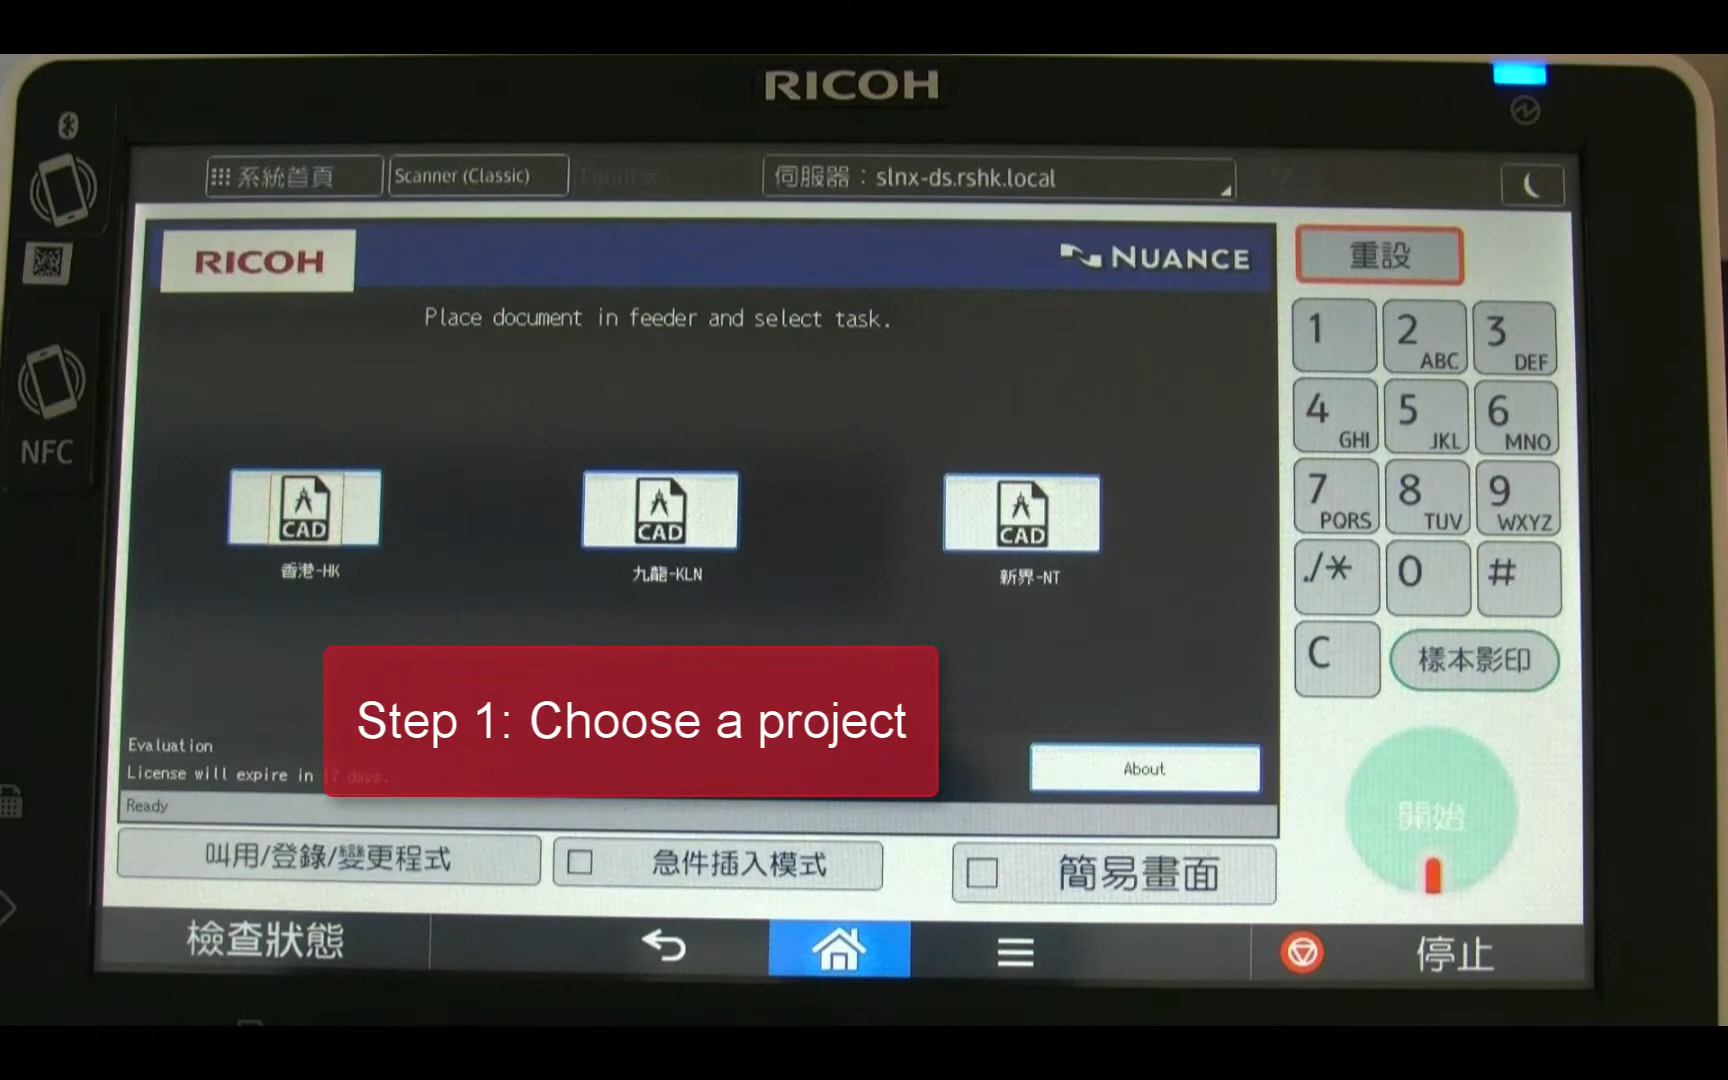 RICOH
系統首頁
Scanner (Classic)
伺服器：slnx-ds.rshk.local
RICOH
NUANCE
重設
Place document in feeder and select task.
1
2 ABC
3 DEF
4 GHI
5 JKL
6 MNO
7 PQRS
8 TUV
9 WXYZ
./*
0
#
C
樣本影印
NFC
CAD
CAD
CAD
香港-HK
九龍-KLN
新界-NT
Step 1: Choose a project
Evaluation
License will expire in 17 days.
About
Ready
開始
叫用/登錄/變更程式
急件插入模式
簡易畫面
檢查狀態
停止